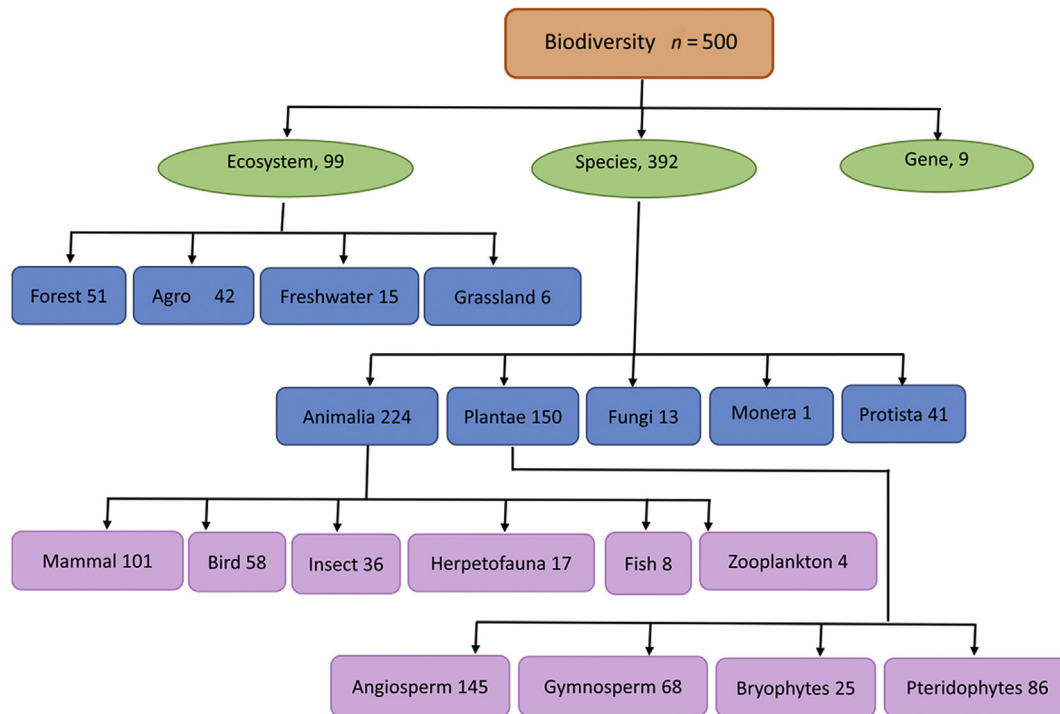 Biodiversity n = 500
Ecosystem, 99
Species, 392
Gene, 9
Forest 51
Agro 42
Freshwater 15
Grassland 6
Animalia 224
Plantae 150
Fungi 13
Monera 1
Protista 41
Mammal 101
Bird 58
Insect 36
Herpetofauna 17
Fish 8
Zooplankton 4
Angiosperm 145
Gymnosperm 68
Bryophytes 25
Pteridophytes 86